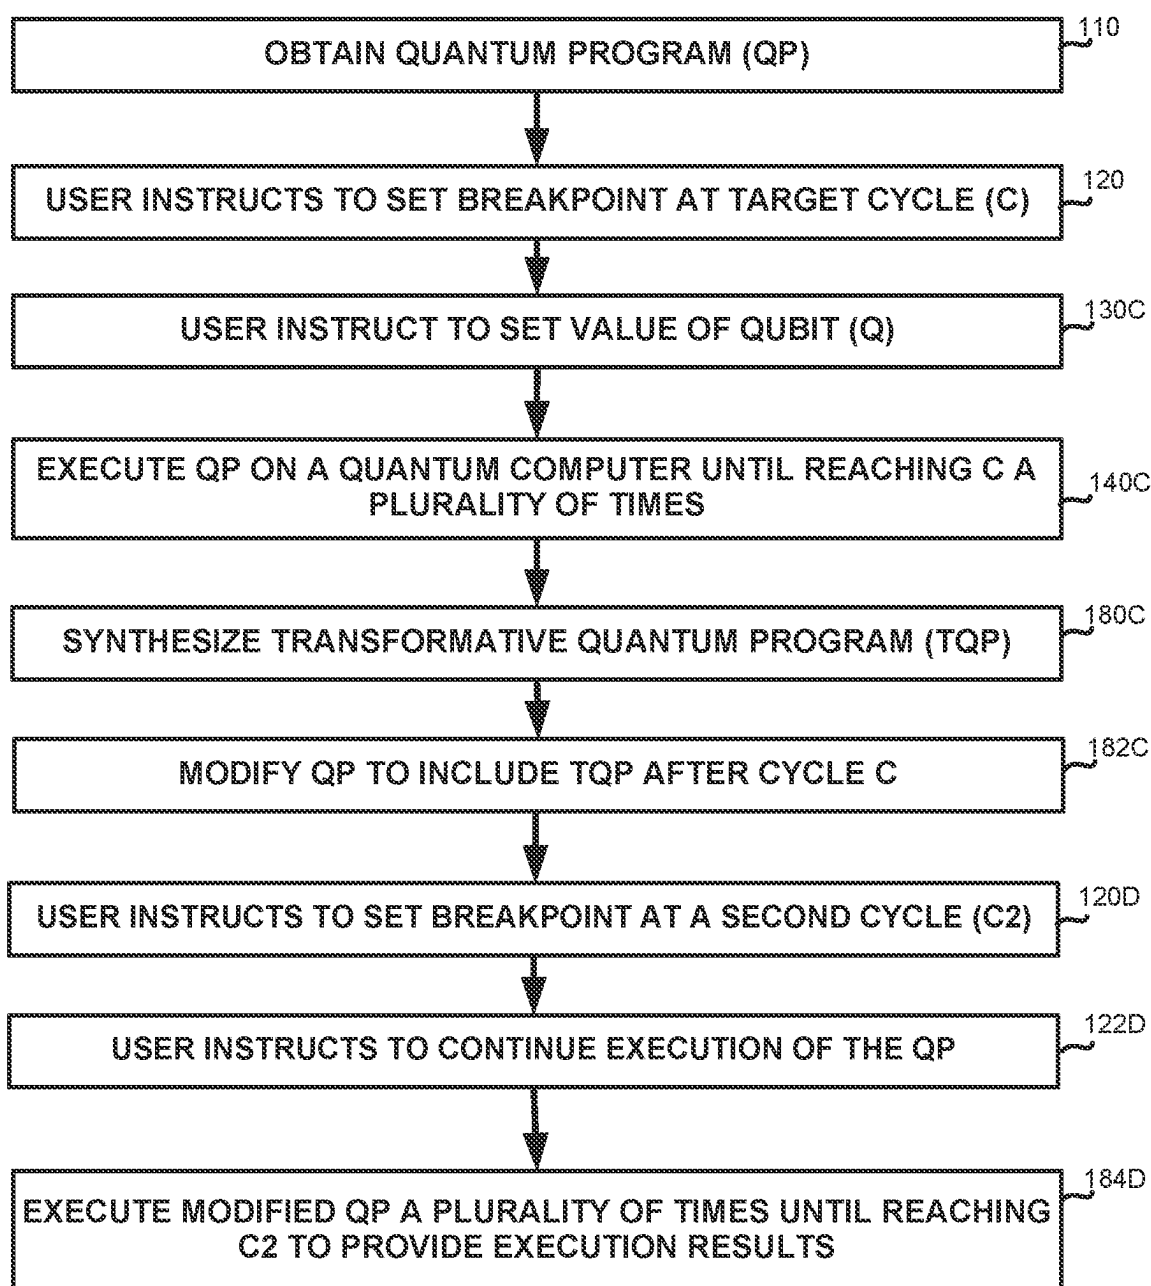 110
OBTAIN QUANTUM PROGRAM (QP)
120
USER INSTRUCTS TO SET BREAKPOINT AT TARGET CYCLE (C)
130C
USER INSTRUCT TO SET VALUE OF QUBIT (Q)
EXECUTE QP ON A QUANTUM COMPUTER UNTIL REACHING C A
PLURALITY OF TIMES
140C
180C
SYNTHESIZE TRANSFORMATIVE QUANTUM PROGRAM (TQP)
182C
MODIFY QP TO INCLUDE TQP AFTER CYCLE C
120D
USER INSTRUCTS TO SET BREAKPOINT AT A SECOND CYCLE (C2)
122D
USER INSTRUCTS TO CONTINUE EXECUTION OF THE QP
184D
EXECUTE MODIFIED QP A PLURALITY OF TIMES UNTIL REACHING
C2 TO PROVIDE EXECUTION RESULTS